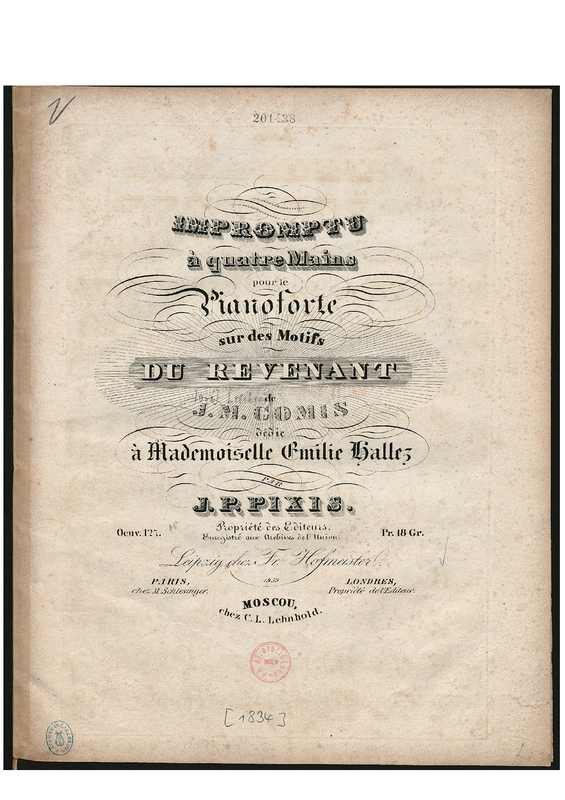 V
201438
IMPROMPTU
à quatre Mains
pour le
Pianoforte
sur des Motifs
DU REVENANT
de
J. M. GOMIS
dédié
à Mademoiselle Emilie Hallez
PAR
J. P. PIXIS.
Propriété des Editeurs.
Enregistré aux Archives de l'Union.
Oeuv. 125. Pr. 18 Gr.
Leipzig chez Fr. Hofmeister.
1959
PARIS, LONDRES,
chez M. Schlesinger. Propriété de l'Editeur.
MOSCOU,
chez C. L. Lehnhold.
[1834]